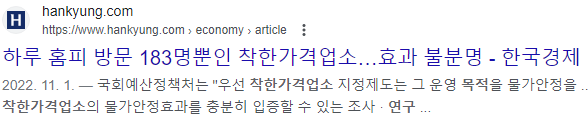 H
hankyung.com
https://www.hankyung.com › economy › article
하루 홈피 방문 183명뿐인 착한가격업소…효과 불분명 - 한국경제
2022. 11. 1. — 국회예산정책처는 "우선 착한가격업소 지정제도는 그 운영 목적을 물가안정을 ..
착한가격업소의 물가안정효과를 충분히 입증할 수 있는 조사 · 연구 ...